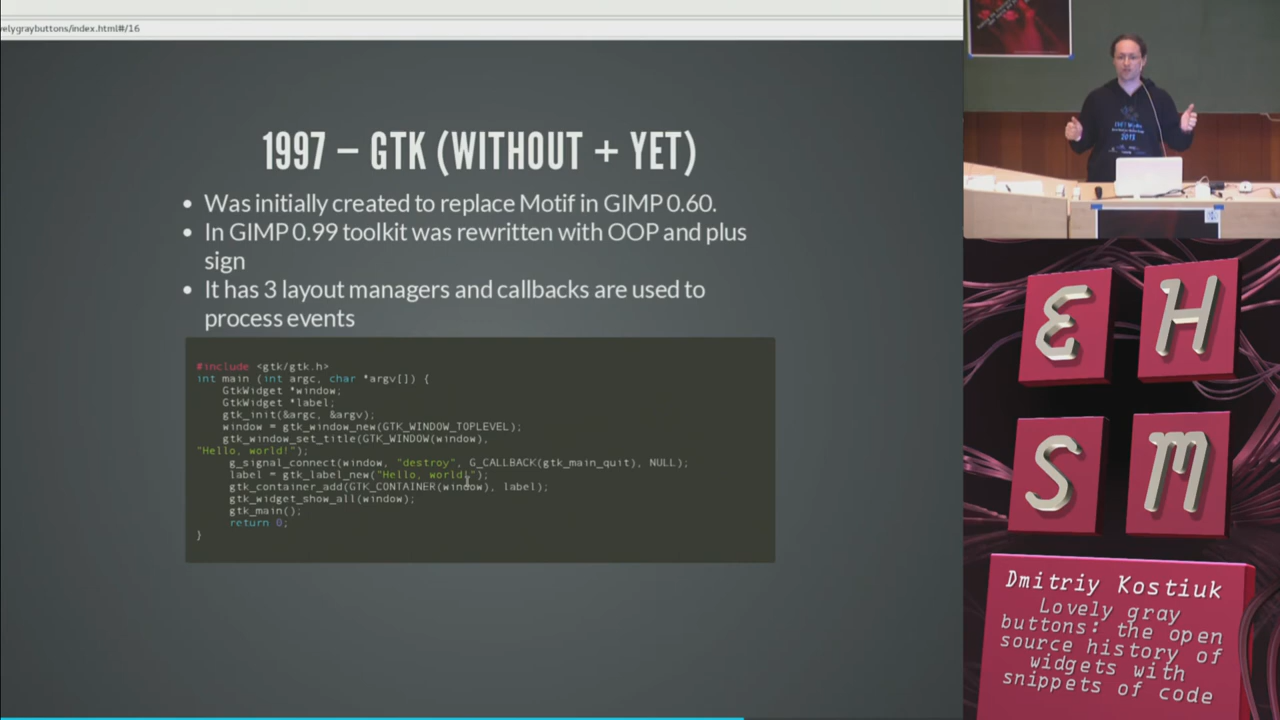 velygraybuttons/index.html#/16
1997 – GTK (WITHOUT + YET)
• Was initially created to replace Motif in GIMP 0.60.
• In GIMP 0.99 toolkit was rewritten with OOP and plus
sign
• It has 3 layout managers and callbacks are used to
process events
#include <gtk/gtk.h>
int main (int argc, char *argv[]) {
GtkWidget *window;
GtkWidget *label;
gtk_init(&argc, &argv);
window = gtk_window_new(GTK_WINDOW_TOPLEVEL);
gtk_window_set_title(GTK_WINDOW(window),
"Hello, world!");
g_signal_connect(window, "destroy", G_CALLBACK(gtk_main_quit), NULL);
label = gtk_label_new("Hello, world!");
gtk_container_add(GTK_CONTAINER(window), label);
gtk_widget_show_all(window);
gtk_main();
return 0;
}
EH
SM
Dmitriy Kostiuk
Lovely gray
buttons: the open
source history of
widgets with
snippets of code